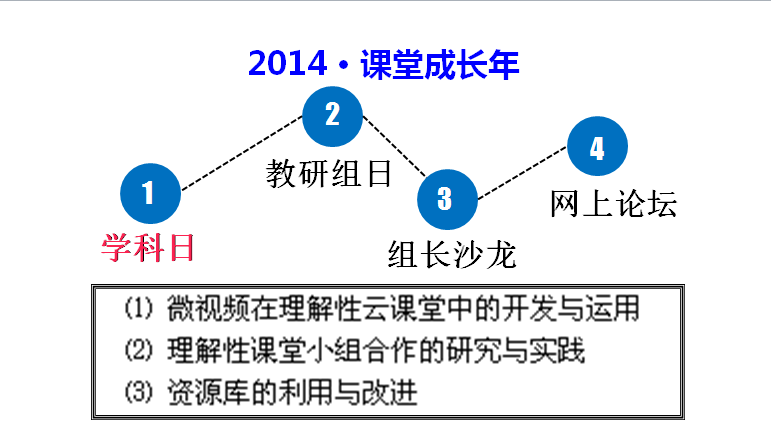 2014·课堂成长年
1
学科日
2
教研组日
3
组长沙龙
4
网上论坛
(1) 微视频在理解性云课堂中的开发与运用
(2) 理解性课堂小组合作的研究与实践
(3) 资源库的利用与改进